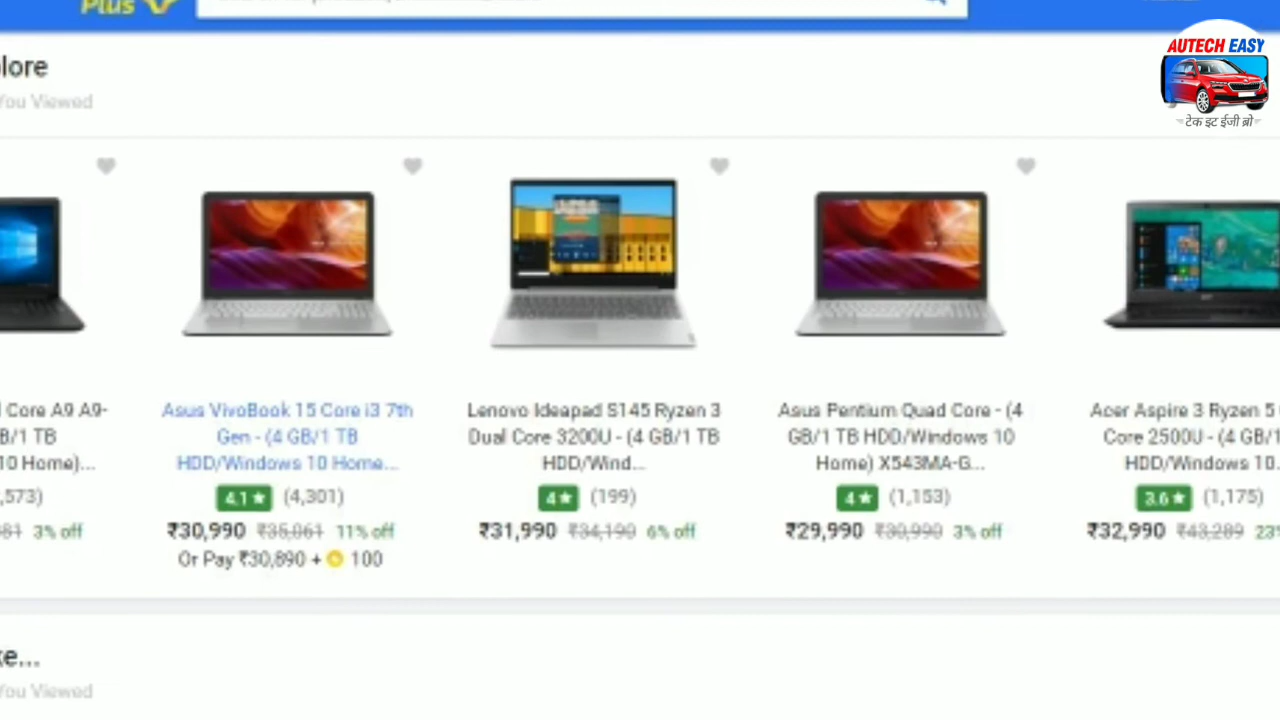 Plus
AUTECH EASY
टेक इट ईजी ब्रो
lore
You Viewed
Core A9 A9-
B/1 TB
10 Home)...
,573)
3% off
Asus VivoBook 15 Core i3 7th
Gen - (4 GB/1 TB
HDD/Windows 10 Home...
4.1★ (4,301)
₹30,990 ₹35,061 11% off
Or Pay ₹30,890 + 100
Lenovo Ideapad S145 Ryzen 3
Dual Core 3200U - (4 GB/1 TB
HDD/Wind...
4★ (199)
₹31,990 ₹34,190 6% off
Asus Pentium Quad Core - (4
GB/1 TB HDD/Windows 10
Home) X543MA-G...
4★ (1,153)
₹29,990 ₹30,990 3% off
Acer Aspire 3 Ryzen 5
Core 2500U - (4 GB/1
HDD/Windows 10.
3.6★ (1,175)
₹32,990 ₹43,289 23%
You Viewed